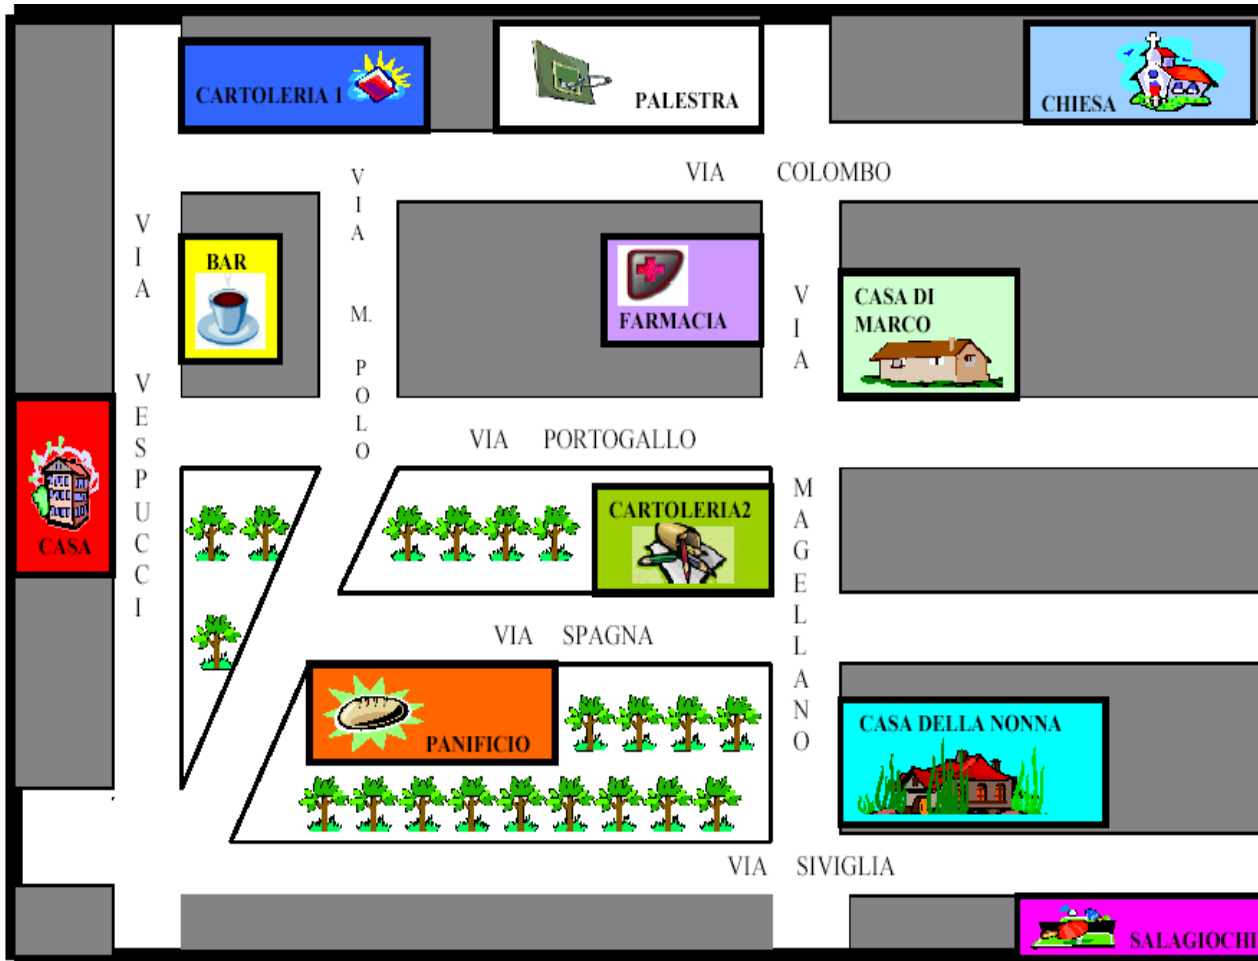 CARTOLERIA 1
PALESTRA
CHIESA
VIA COLOMBO
VIA M. POLO
VIA VESPUCCI
BAR
FARMACIA
VIA MAGELLANO
CASA DI
MARCO
CASA
VIA PORTOGALLO
CARTOLERIA2
VIA SPAGNA
PANIFICIO
CASA DELLA NONNA
VIA SIVIGLIA
SALAGIOCHI